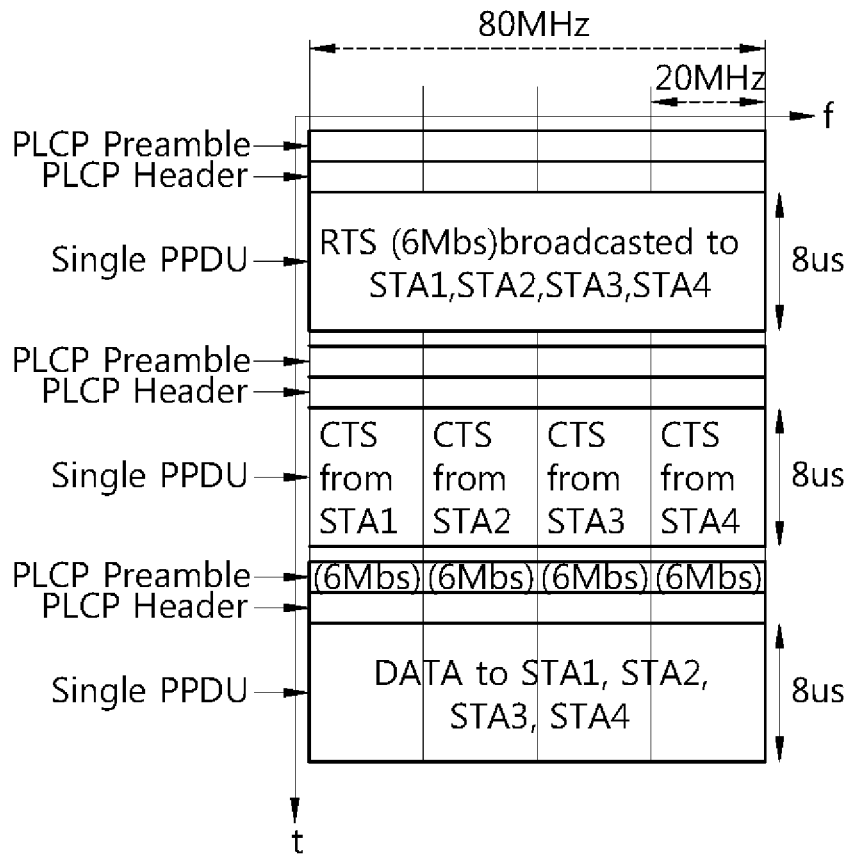 80MHz
20MHz
f
PLCP Preamble
PLCP Header
Single PPDU
RTS (6Mbs)broadcasted to
STA1,STA2,STA3,STA4
8us
PLCP Preamble
PLCP Header
Single PPDU
CTS
from
STA1
CTS
from
STA2
CTS
from
STA3
CTS
from
STA4
8us
PLCP Preamble
(6Mbs)
(6Mbs)
(6Mbs)
(6Mbs)
PLCP Header
Single PPDU
DATA to STA1, STA2,
STA3, STA4
8us
t